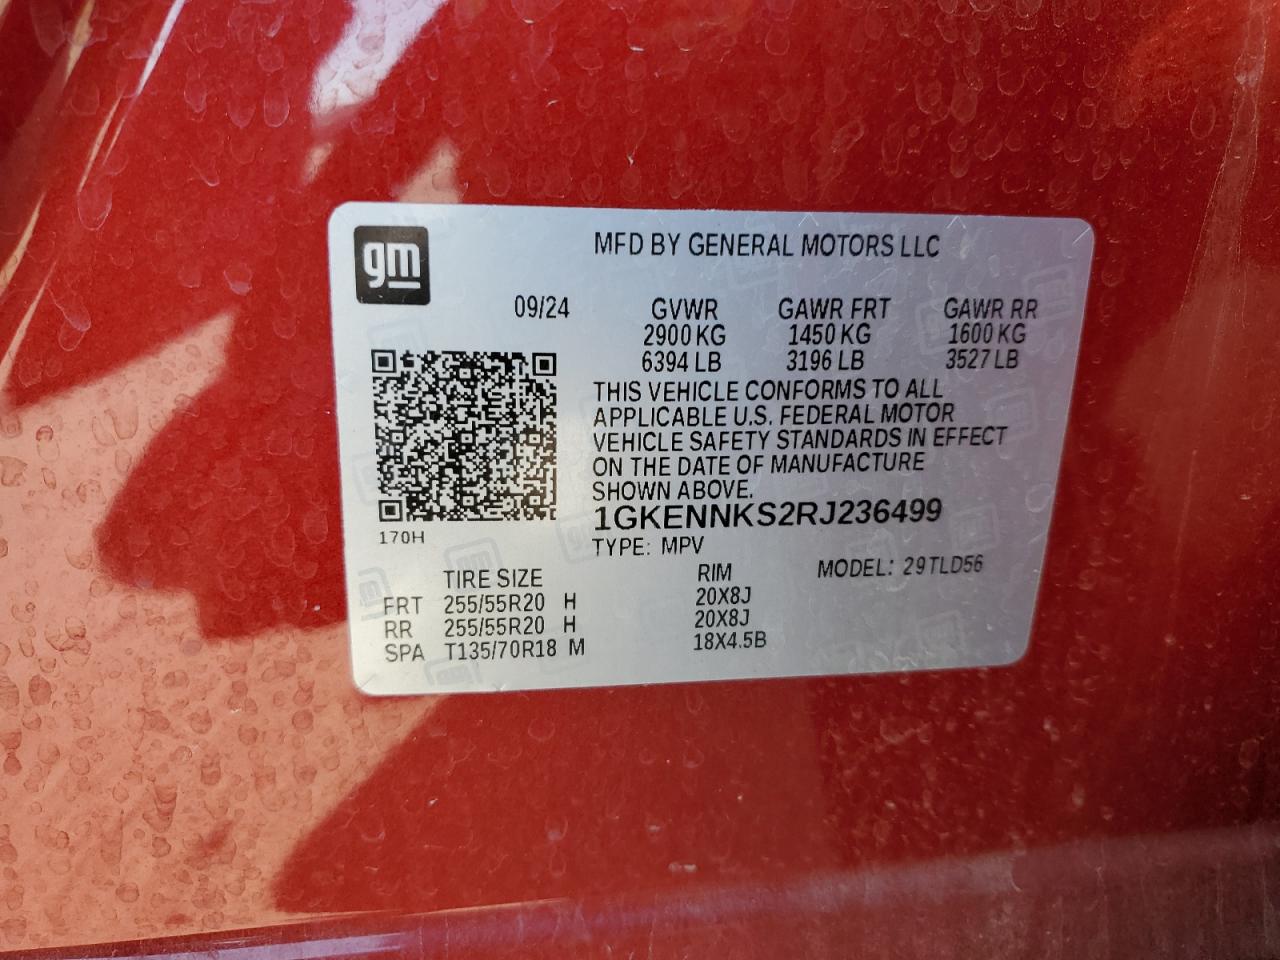 gm
MFD BY GENERAL MOTORS LLC
09/24 GVWR GAWR FRT GAWR RR
2900 KG 1450 KG 1600 KG
6394 LB 3196 LB 3527 LB
THIS VEHICLE CONFORMS TO ALL
APPLICABLE U.S. FEDERAL MOTOR
VEHICLE SAFETY STANDARDS IN EFFECT
ON THE DATE OF MANUFACTURE
SHOWN ABOVE.
1GKENNKS2RJ236499
170H
TYPE: MPV
MODEL: 29TLD56
TIRE SIZE RIM
FRT 255/55R20 H 20X8J
RR 255/55R20 H 20X8J
SPA T135/70R18 M 18X4.5B